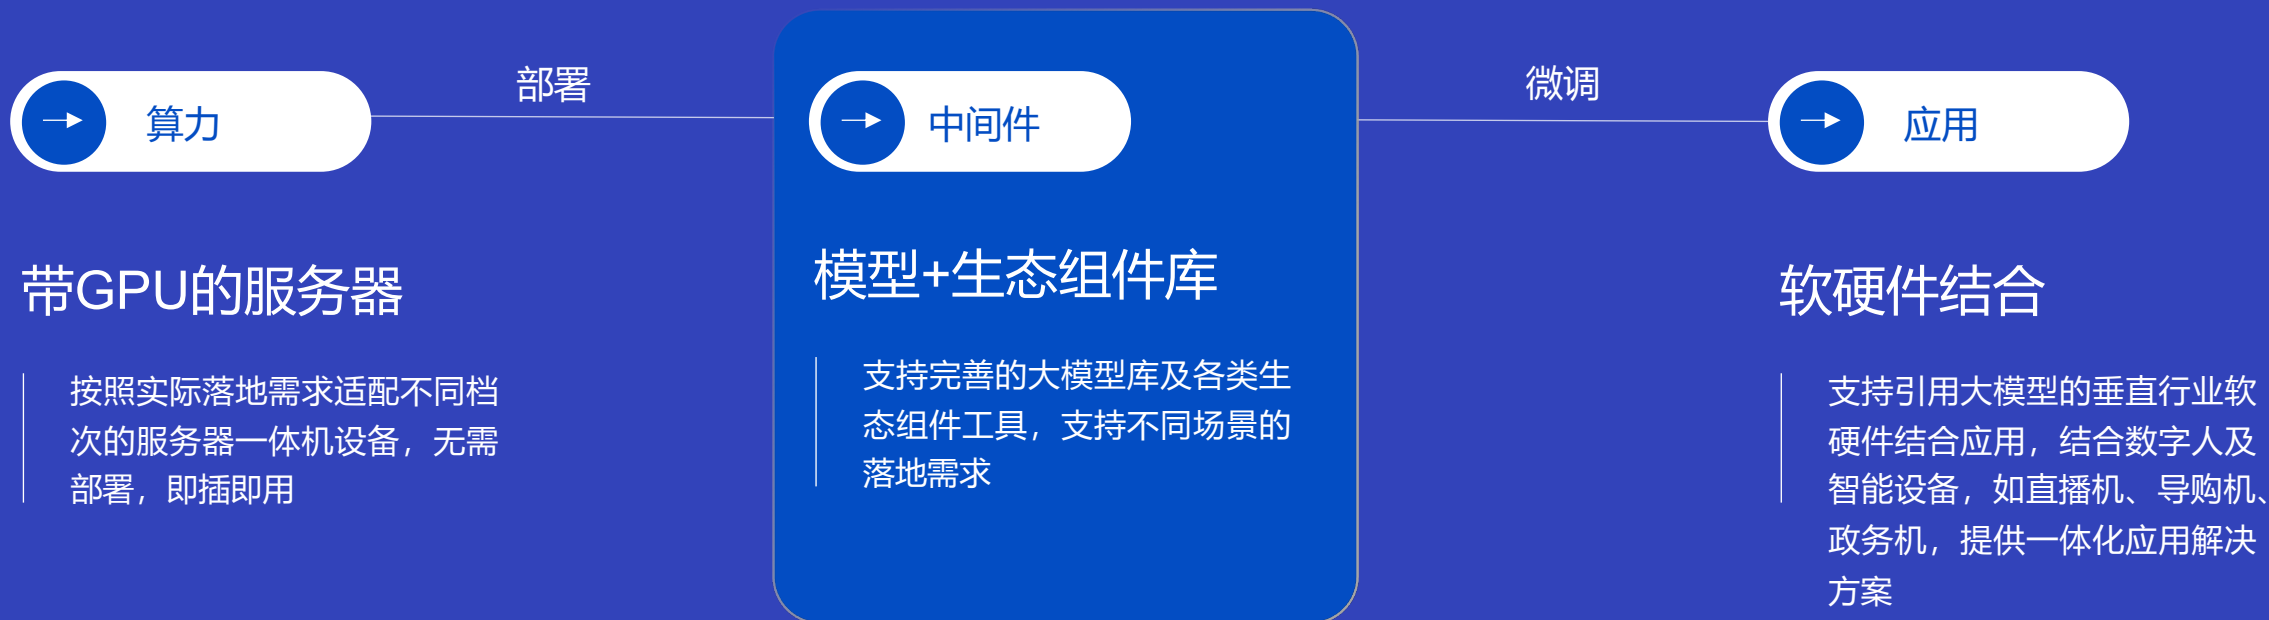 算力
部署
中间件
微调
应用
带GPU的服务器
按照实际落地需求适配不同档
次的服务器一体机设备，无需
部署，即插即用
模型+生态组件库
支持完善的大模型库及各类生
态组件工具，支持不同场景的
落地需求
软硬件结合
支持引用大模型的垂直行业软
硬件结合应用，结合数字人及
智能设备，如直播机、导购机、
政务机，提供一体化应用解决
方案